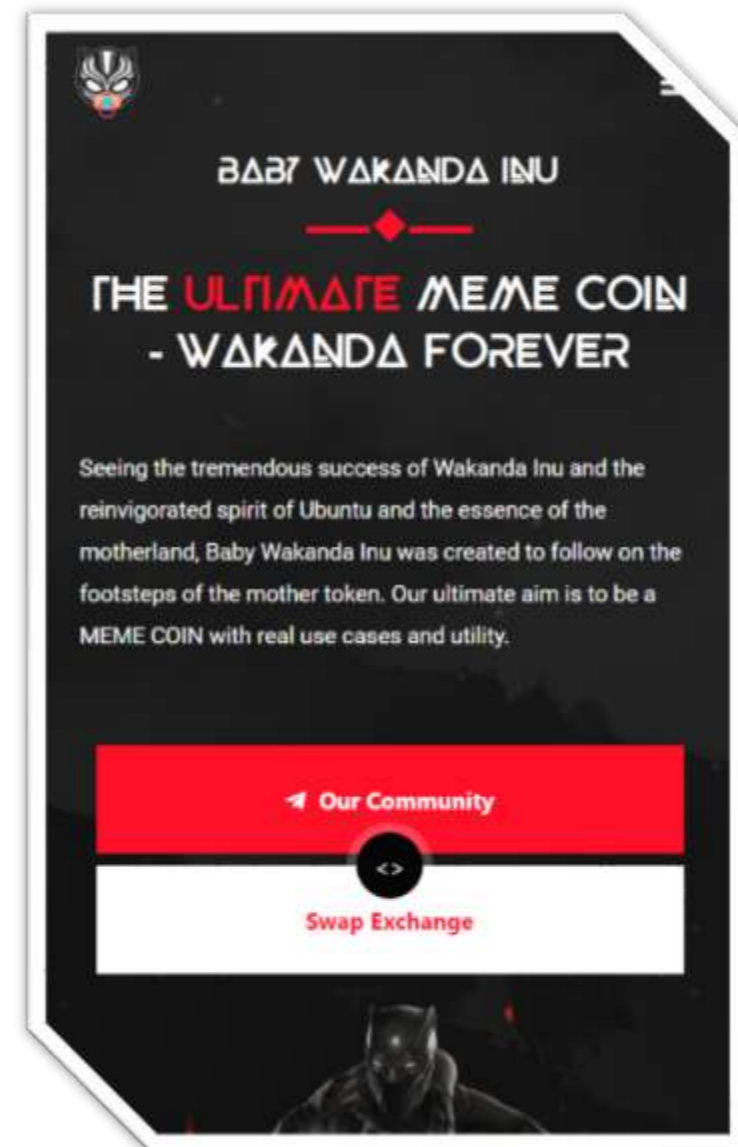 BABY WAKANDA INU
THE ULTIMATE MEME COIN
- WAKANDA FOREVER
Seeing the tremendous success of Wakanda Inu and the
reinvigorated spirit of Ubuntu and the essence of the
motherland, Baby Wakanda Inu was created to follow on the
footsteps of the mother token. Our ultimate aim is to be a
MEME COIN with real use cases and utility.
Our Community
<>
Swap Exchange